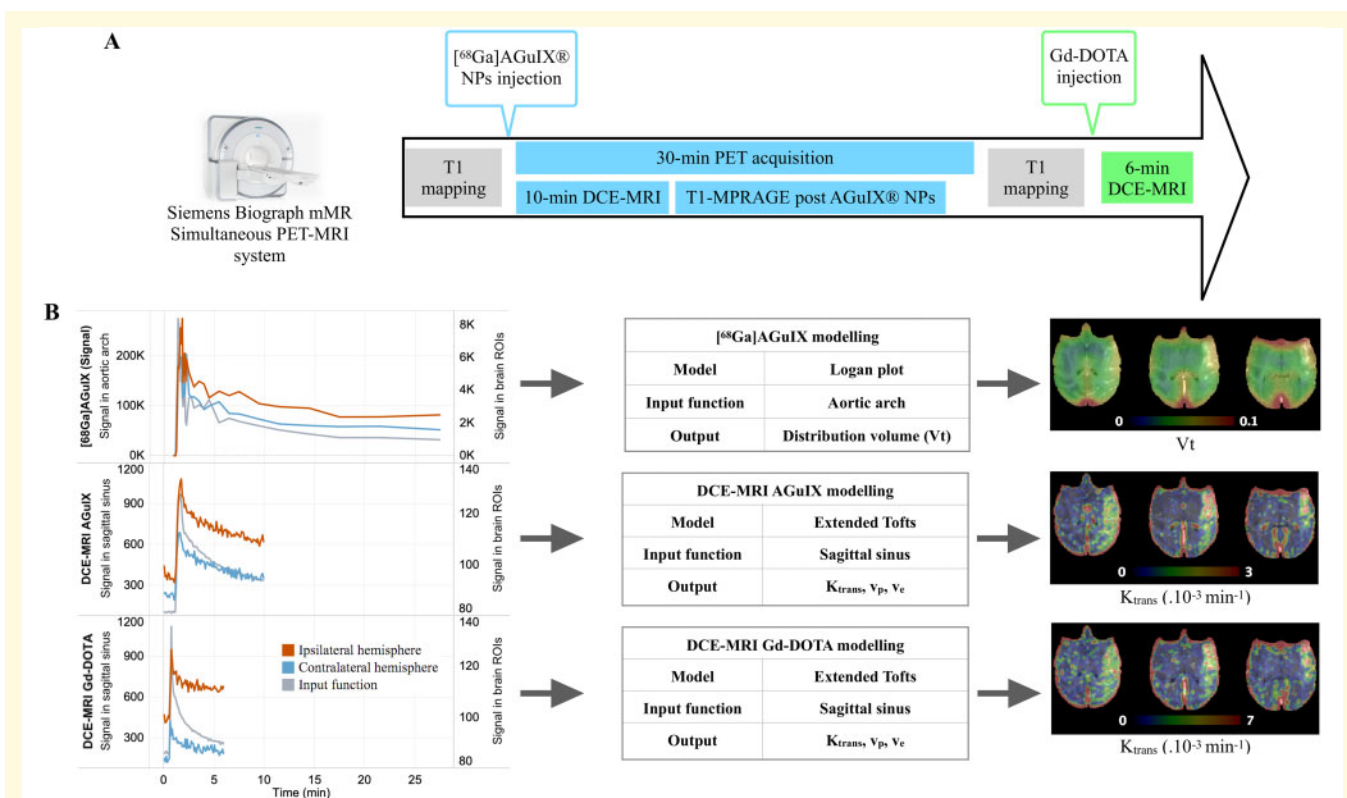 A
[⁶⁸Ga]AGuIX®
NPs injection
Gd-DOTA
injection
Siemens Biograph mMR
Simultaneous PET-MRI
system
T1
mapping
30-min PET acquisition
10-min DCE-MRI
T1-MPRAGE post AGuIX® NPs
T1
mapping
6-min
DCE-MRI
B
[68Ga]AGuIX (Signal)
Signal in aortic arch
200K
100K
0K
8K
6K
4K
2K
0K
Signal in brain ROIs
[⁶⁸Ga]AGuIX modelling
Model Logan plot
Input function Aortic arch
Output Distribution volume (Vt)
0 0.1
Vt
DCE-MRI AGuIX
Signal in sagittal sinus
1200
900
600
300
140
120
100
80
Signal in brain ROIs
DCE-MRI AGuIX modelling
Model Extended Tofts
Input function Sagittal sinus
Output Ktrans, vp, ve
0 3
Ktrans (.10⁻³ min⁻¹)
DCE-MRI Gd-DOTA
Signal in sagittal sinus
1200
900
600
300
140
120
100
80
Signal in brain ROIs
Ipsilateral hemisphere
Contralateral hemisphere
Input function
0 5 10 15 20 25
Time (min)
DCE-MRI Gd-DOTA modelling
Model Extended Tofts
Input function Sagittal sinus
Output Ktrans, vp, ve
0 7
Ktrans (.10⁻³ min⁻¹)